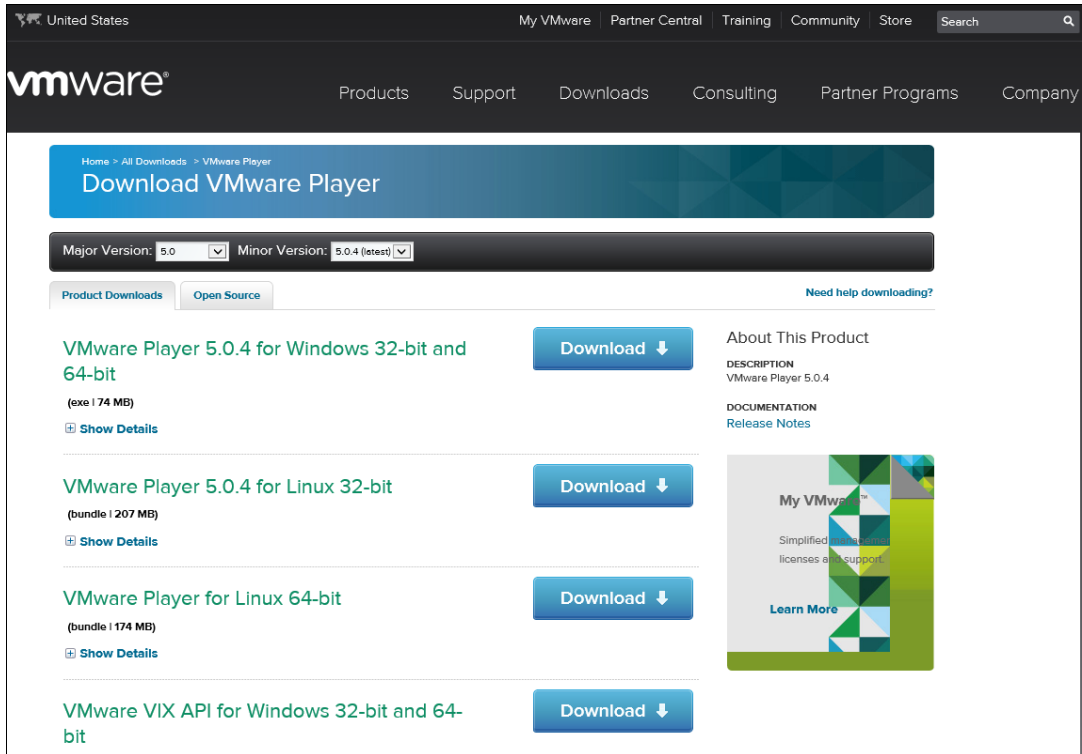 United States
My VMware Partner Central Training Community Store Search
vmware®
Products Support Downloads Consulting Partner Programs Company
Home > All Downloads > VMware Player
Download VMware Player
Major Version: 5.0 Minor Version: 5.0.4 (latest)
Product Downloads Open Source Need help downloading?
VMware Player 5.0.4 for Windows 32-bit and
64-bit
(exe | 74 MB)
Show Details
Download
VMware Player 5.0.4 for Linux 32-bit
(bundle | 207 MB)
Show Details
Download
VMware Player for Linux 64-bit
(bundle | 174 MB)
Show Details
Download
VMware VIX API for Windows 32-bit and 64-
bit
Download
About This Product
DESCRIPTION
VMware Player 5.0.4
DOCUMENTATION
Release Notes
My VMware™
Simplified
licenses and support.
Learn More